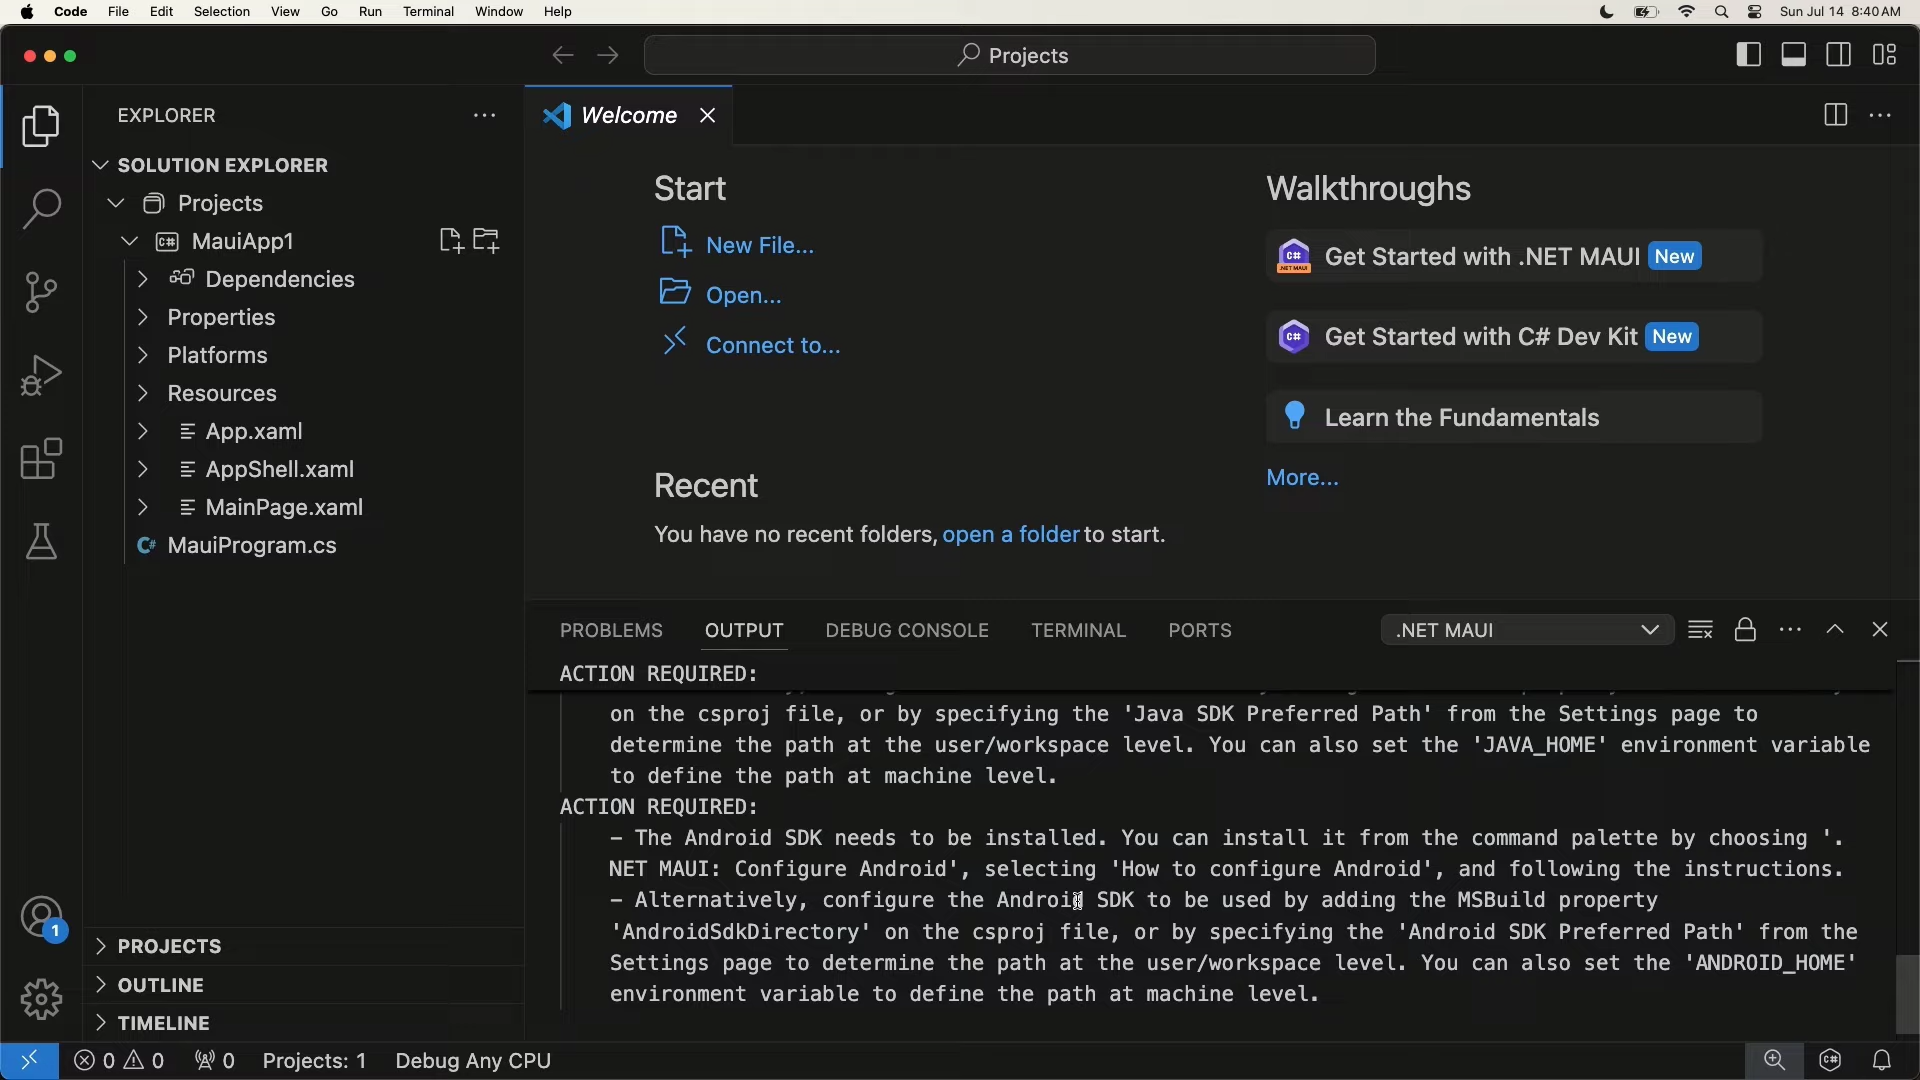 Code File Edit Selection View Go Run Terminal Window Help Sun Jul 14 8:40 AM
Projects
EXPLORER
SOLUTION EXPLORER
Projects
MauiApp1
Dependencies
Properties
Platforms
Resources
App.xaml
AppShell.xaml
MainPage.xaml
C# MauiProgram.cs
PROJECTS
OUTLINE
TIMELINE
Welcome
Start
New File...
Open...
Connect to...
Recent
You have no recent folders, open a folder to start.
Walkthroughs
Get Started with .NET MAUI New
Get Started with C# Dev Kit New
Learn the Fundamentals
More...
PROBLEMS OUTPUT DEBUG CONSOLE TERMINAL PORTS .NET MAUI
ACTION REQUIRED:
on the csproj file, or by specifying the 'Java SDK Preferred Path' from the Settings page to
determine the path at the user/workspace level. You can also set the 'JAVA_HOME' environment variable
to define the path at machine level.
ACTION REQUIRED:
– The Android SDK needs to be installed. You can install it from the command palette by choosing '.
NET MAUI: Configure Android', selecting 'How to configure Android', and following the instructions.
– Alternatively, configure the Android SDK to be used by adding the MSBuild property
'AndroidSdkDirectory' on the csproj file, or by specifying the 'Android SDK Preferred Path' from the
Settings page to determine the path at the user/workspace level. You can also set the 'ANDROID_HOME'
environment variable to define the path at machine level.
1
0 0 0 Projects: 1 Debug Any CPU